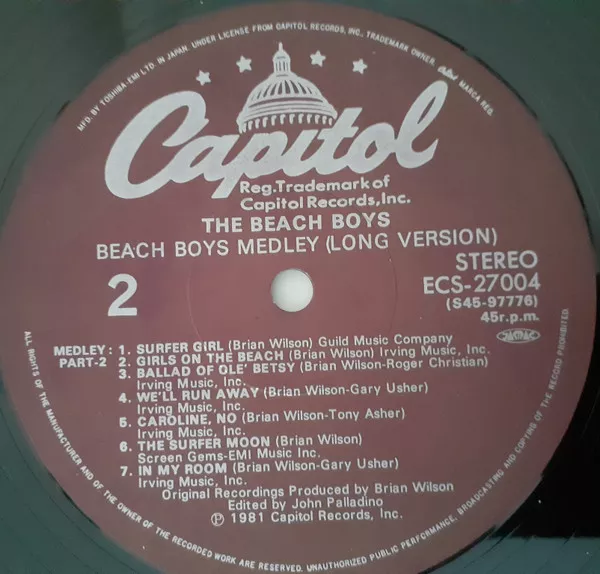 MFD. BY TOSHIBA-EMI LTD. IN JAPAN. UNDER LICENSE FROM CAPITOL RECORDS, INC., TRADEMARK OWNER. Capitol MARCA REG.
Capitol
Reg.Trademark of
Capitol Records,Inc.
THE BEACH BOYS
BEACH BOYS MEDLEY (LONG VERSION)
2
STEREO
ECS-27004
(S45-97776)
45r.p.m.
JASRAC
MEDLEY: 1. SURFER GIRL (Brian Wilson) Guild Music Company
PART-2 2. GIRLS ON THE BEACH (Brian Wilson) Irving Music, Inc.
3. BALLAD OF OLE' BETSY (Brian Wilson-Roger Christian)
Irving Music, Inc.
4. WE'LL RUN AWAY (Brian Wilson-Gary Usher)
Irving Music, Inc.
5. CAROLINE, NO (Brian Wilson-Tony Asher)
Irving Music, Inc.
6. THE SURFER MOON (Brian Wilson)
Screen Gems-EMI Music Inc.
7. IN MY ROOM (Brian Wilson-Gary Usher)
Irving Music, Inc.
Original Recordings Produced by Brian Wilson
Edited by John Palladino
Ⓟ 1981 Capitol Records, Inc.
ALL RIGHTS OF THE MANUFACTURER AND OF THE OWNER OF THE RECORDED WORK ARE RESERVED. UNAUTHORIZED PUBLIC PERFORMANCE, BROADCASTING AND COPYING OF THE RECORD PROHIBITED.